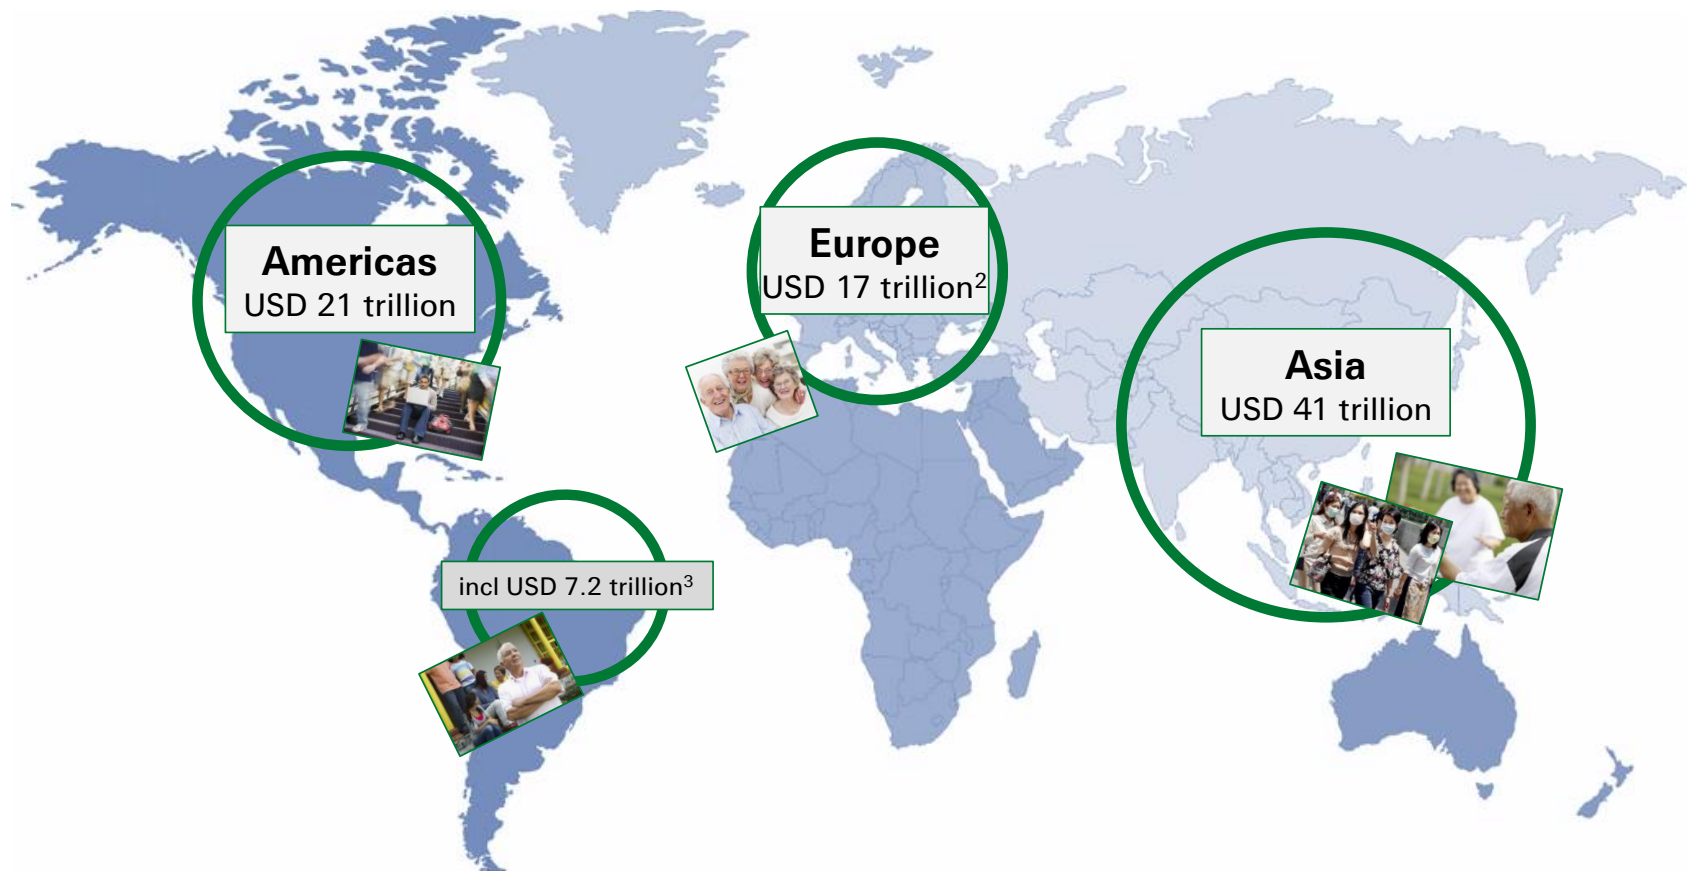 Americas
USD 21 trillion
Europe
USD 17 trillion²
Asia
USD 41 trillion
incl USD 7.2 trillion³